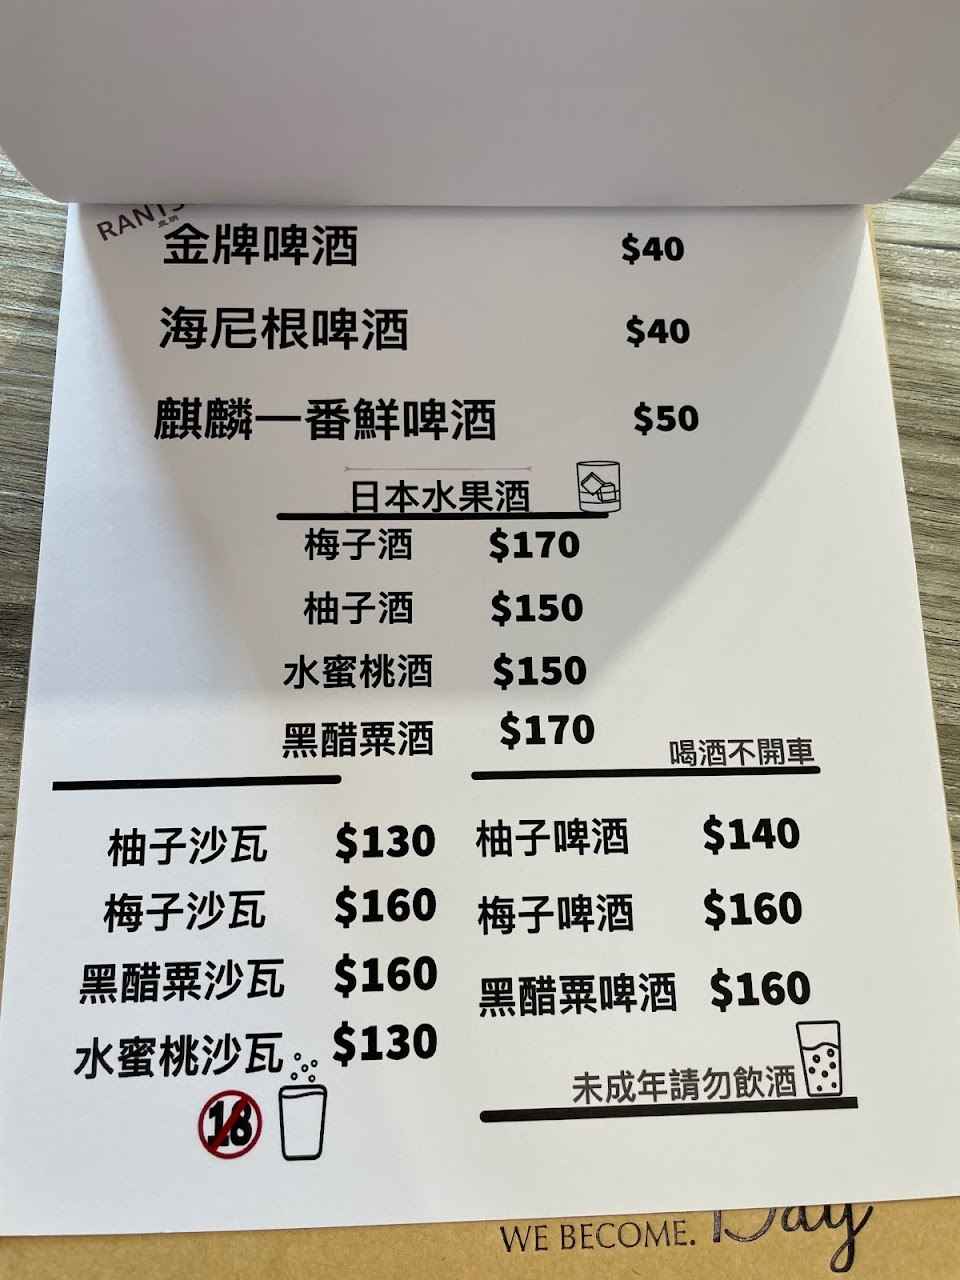 RANTS
金牌啤酒 $40
海尼根啤酒 $40
麒麟一番鮮啤酒 $50
日本水果酒
梅子酒 $170
柚子酒 $150
水蜜桃酒 $150
黑醋粟酒 $170
喝酒不開車
柚子沙瓦 $130
梅子沙瓦 $160
黑醋粟沙瓦 $160
水蜜桃沙瓦 $130
18
柚子啤酒 $140
梅子啤酒 $160
黑醋粟啤酒 $160
未成年請勿飲酒
WE BECOME. Day